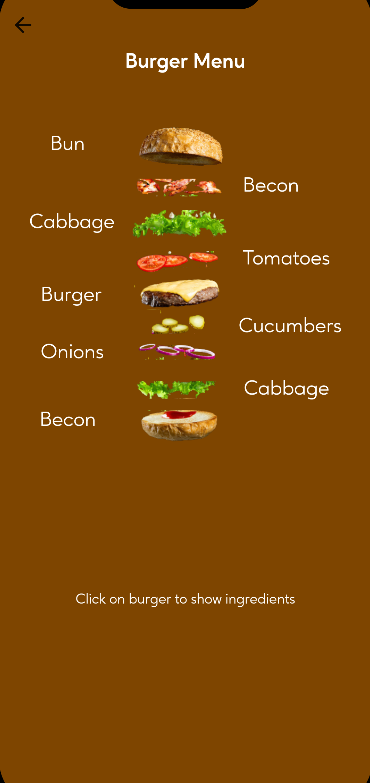 Burger Menu
Bun
Becon
Cabbage
Tomatoes
Burger
Cucumbers
Onions
Cabbage
Becon
Click on burger to show ingredients